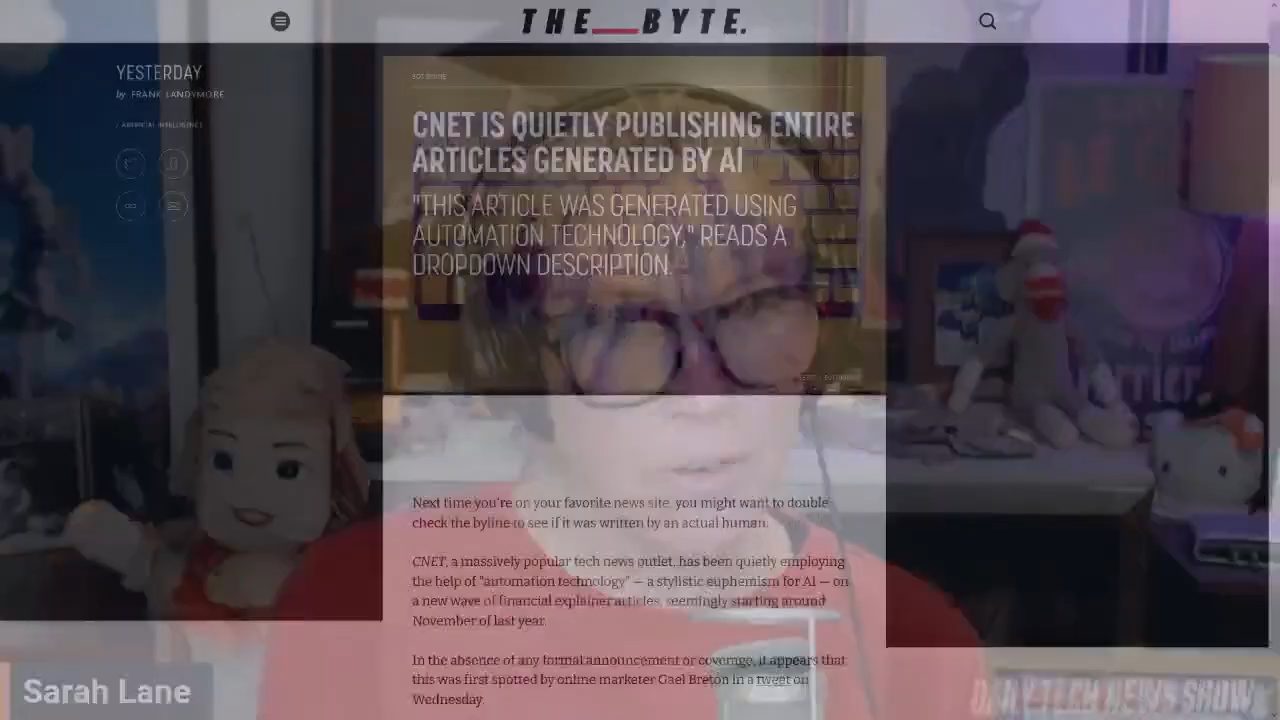 THE__BYTE.
YESTERDAY
by FRANK LANDYMORE
/ ARTIFICIAL INTELLIGENCE
CNET IS QUIETLY PUBLISHING ENTIRE
ARTICLES GENERATED BY AI
"THIS ARTICLE WAS GENERATED USING
AUTOMATION TECHNOLOGY," READS A
DROPDOWN DESCRIPTION.
Next time you're on your favorite news site, you might want to double
check the byline to see if it was written by an actual human.
CNET, a massively popular tech news outlet, has been quietly employing
the help of "automation technology" — a stylistic euphemism for AI — on
a new wave of financial explainer articles, seemingly starting around
November of last year.
In the absence of any formal announcement or coverage, it appears that
this was first spotted by online marketer Gael Breton in a tweet on
Wednesday.
Sarah Lane
DAILY TECH NEWS SHOW